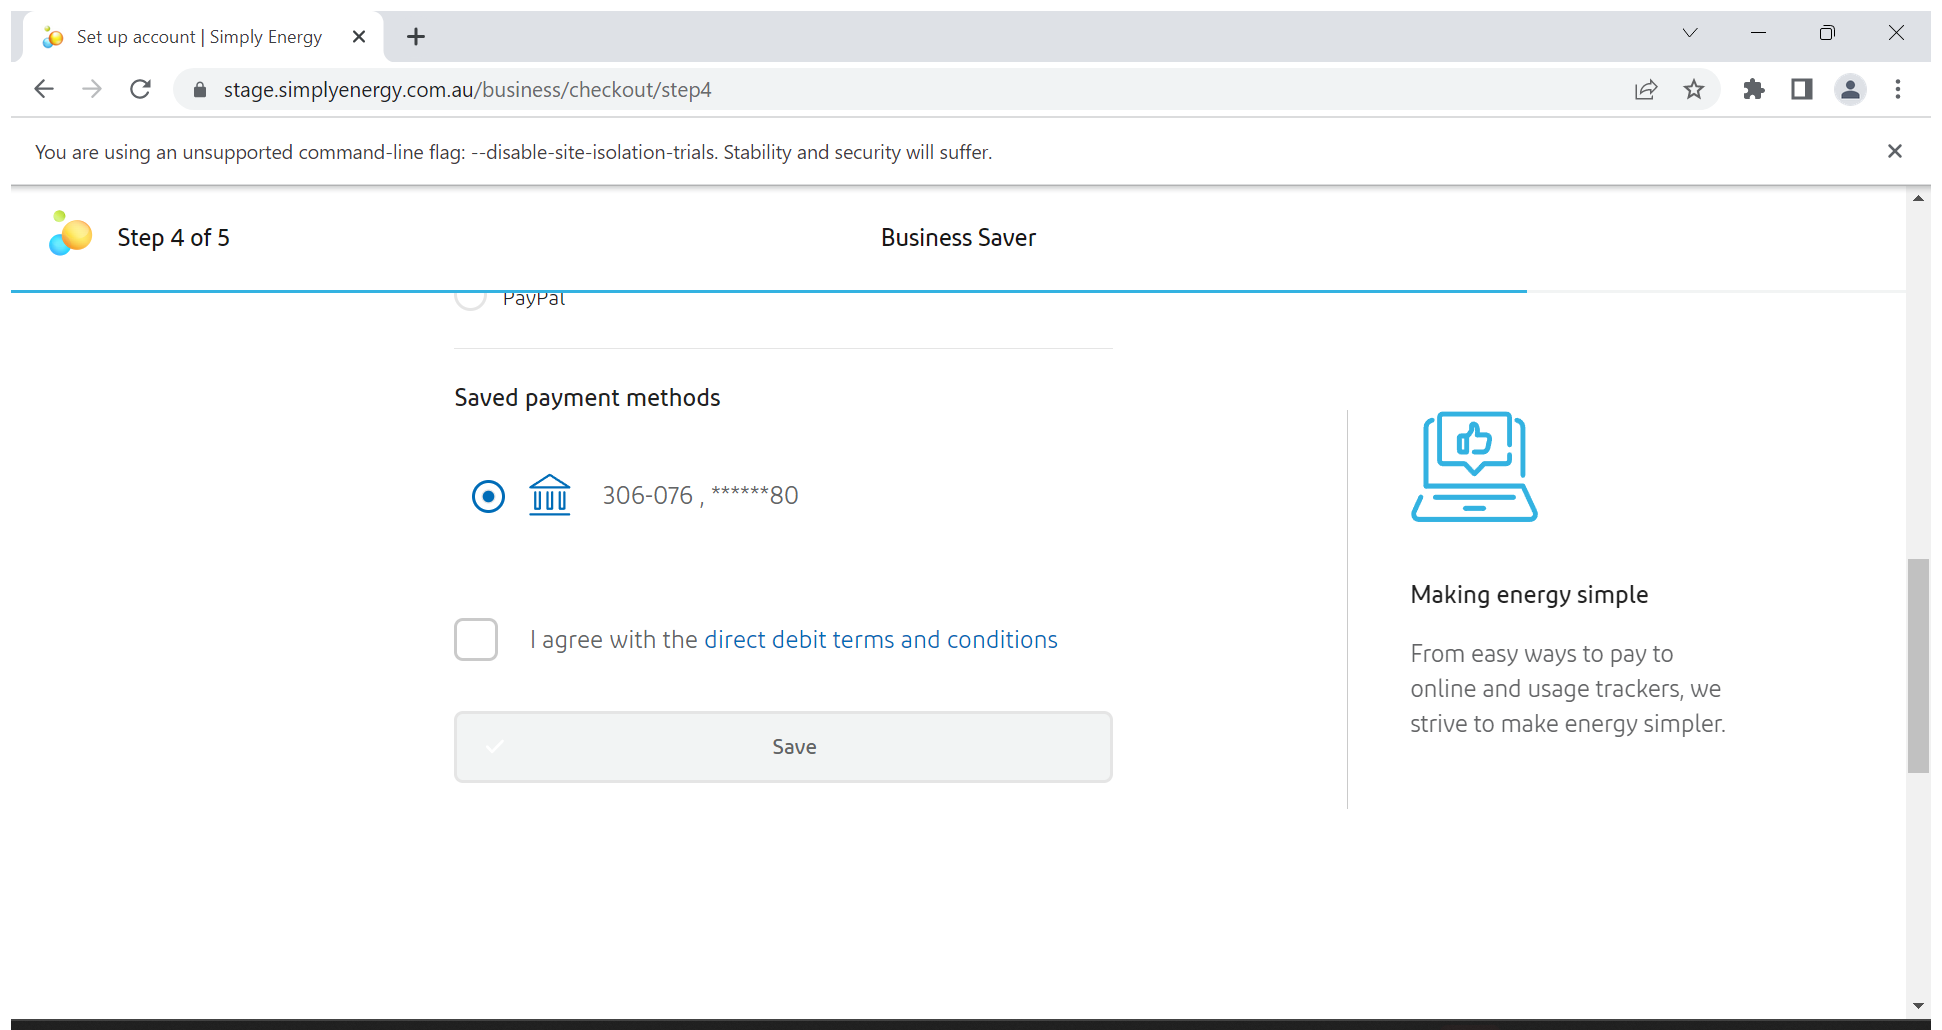 Set up account | Simply Energy
stage.simplyenergy.com.au/business/checkout/step4
You are using an unsupported command-line flag: --disable-site-isolation-trials. Stability and security will suffer.
Step 4 of 5
Business Saver
PayPal
Saved payment methods
306-076 , ******80
I agree with the direct debit terms and conditions
Save
Making energy simple
From easy ways to pay to
online and usage trackers, we
strive to make energy simpler.